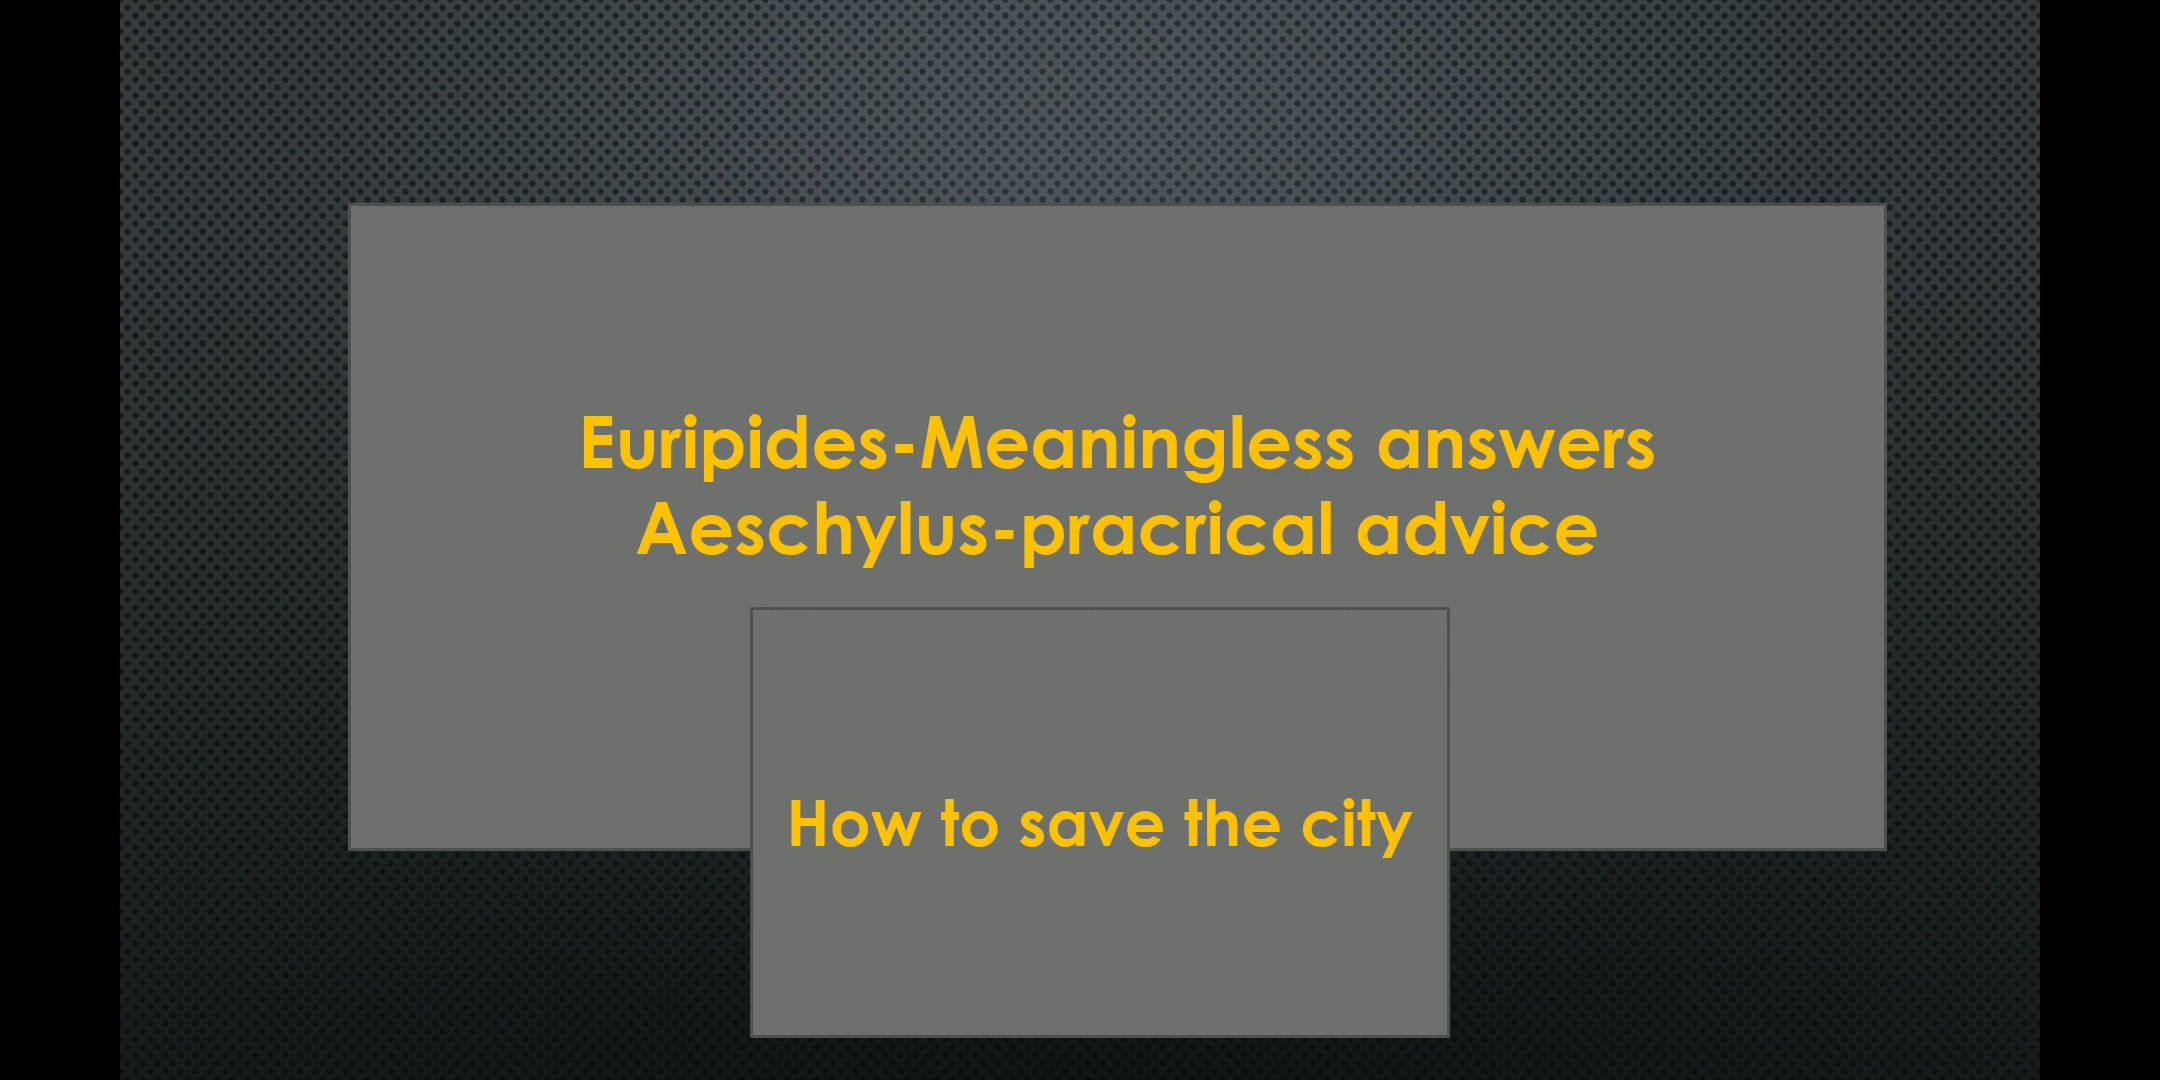 Euripides-Meaningless answers
Aeschylus-pracrical advice
How to save the city